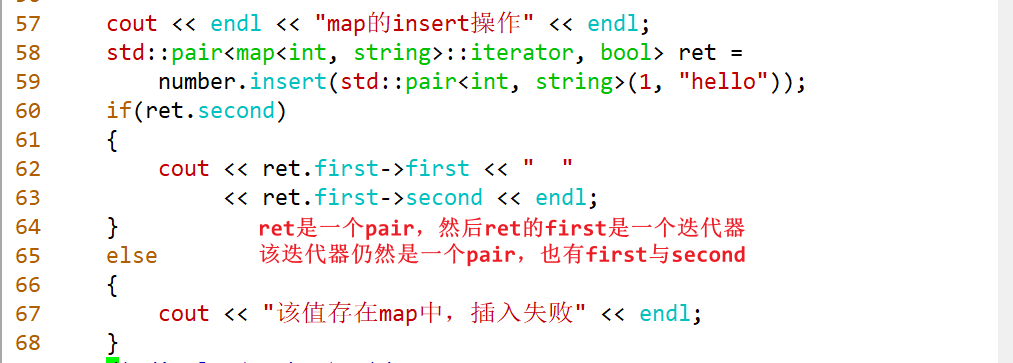 57 cout << endl << "map的insert操作" << endl;
58 std::pair<map<int, string>::iterator, bool> ret =
59 number.insert(std::pair<int, string>(1, "hello"));
60 if(ret.second)
61 {
62 cout << ret.first->first << "  "
63 << ret.first->second << endl;
64 } ret是一个pair，然后ret的first是一个迭代器
65 else 该迭代器仍然是一个pair，也有first与second
66 {
67 cout << "该值存在map中，插入失败" << endl;
68 }